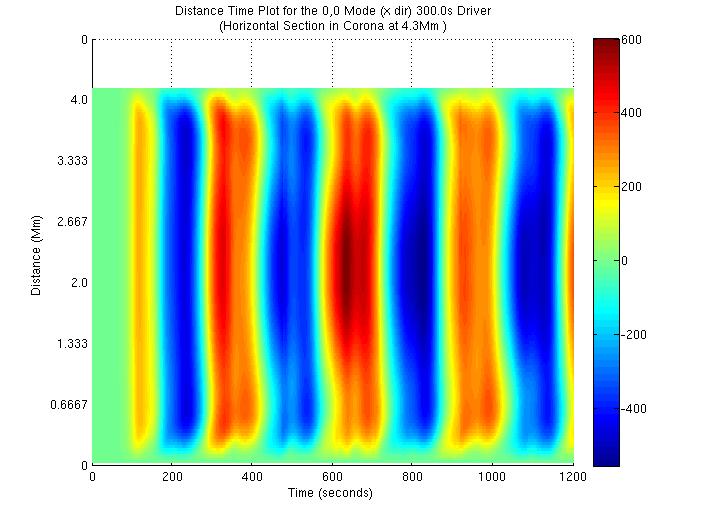 Distance Time Plot for the 0,0 Mode (x dir) 300.0s Driver
(Horizontal Section in Corona at 4.3Mm )
0
4.0
3.333
2.667
2.0
1.333
0.6667
0
Distance (Mm)
0 200 400 600 800 1000 1200
Time (seconds)
600
400
200
0
-200
-400